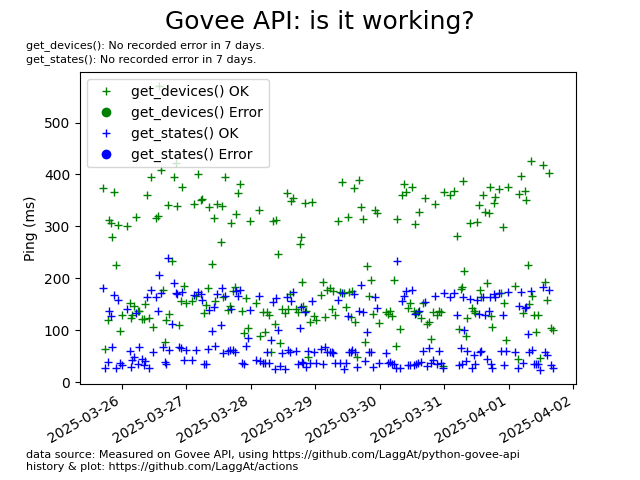 Govee API: is it working?
get_devices(): No recorded error in 7 days.
get_states(): No recorded error in 7 days.
get_devices() OK
get_devices() Error
get_states() OK
get_states() Error
Ping (ms)
500
400
300
200
100
0
2025-03-26
2025-03-27
2025-03-28
2025-03-29
2025-03-30
2025-03-31
2025-04-01
2025-04-02
data source: Measured on Govee API, using https://github.com/LaggAt/python-govee-api
history & plot: https://github.com/LaggAt/actions